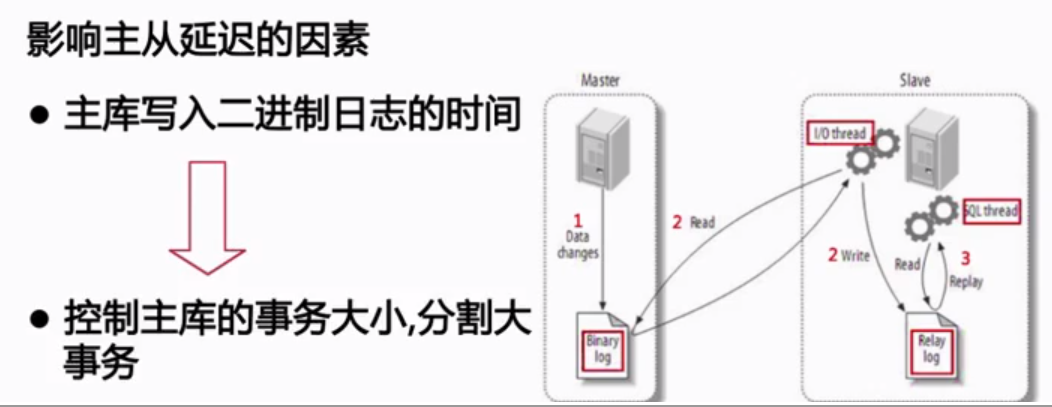 影响主从延迟的因素
● 主库写入二进制日志的时间
● 控制主库的事务大小,分割大
事务
Master
Slave
I/O thread
SQL thread
1
Data
changes
2 Read
2 Write
Read
3
Replay
Binary
log
Relay
log